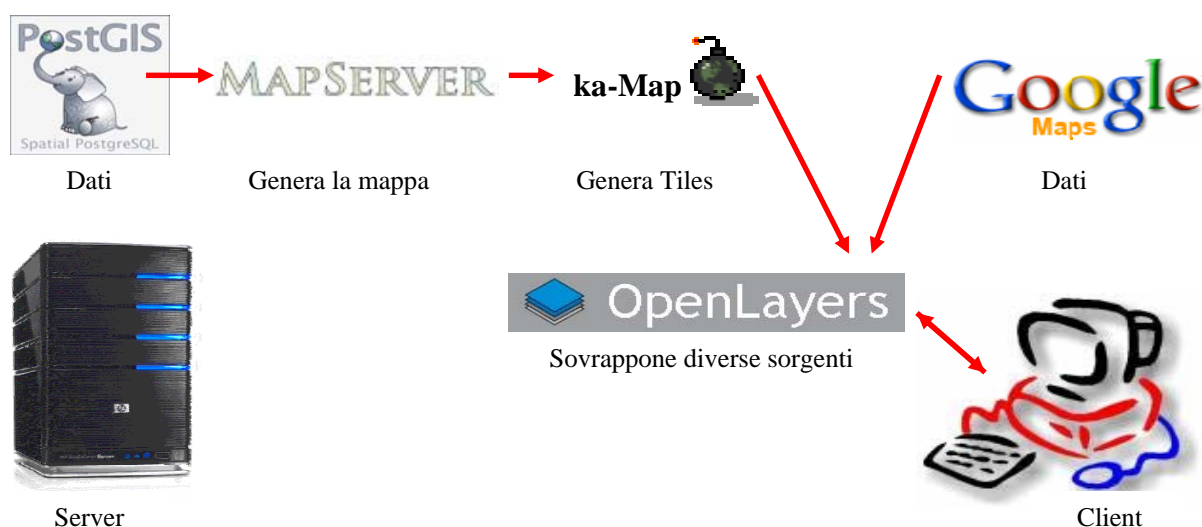 PostGIS
Spatial PostgreSQL
MAPSERVER
ka-Map
Google
Maps
Dati
Genera la mappa
Genera Tiles
Dati
OpenLayers
Sovrappone diverse sorgenti
hp
Server
Client